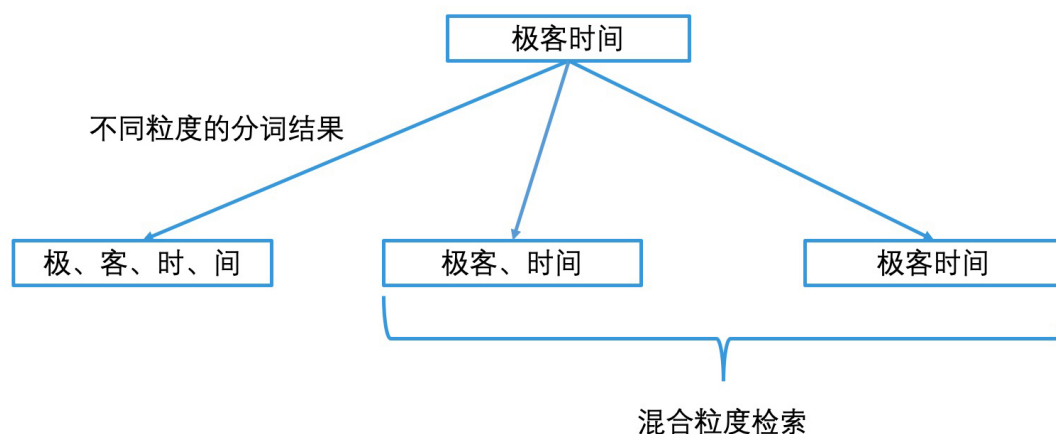 极客时间
不同粒度的分词结果
极、客、时、间
极客、时间
极客时间
混合粒度检索